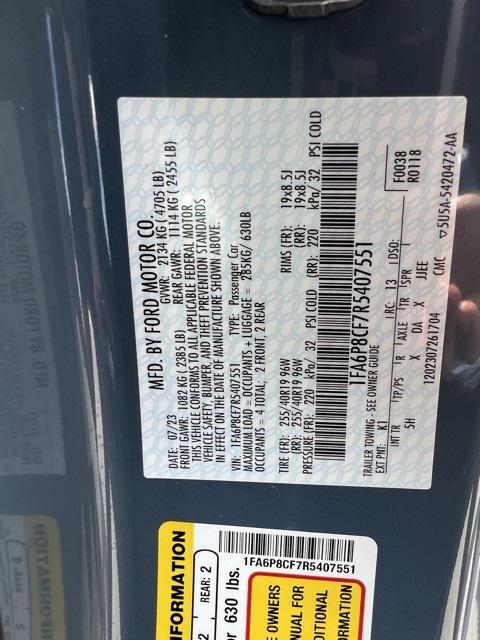 MFD. BY FORD MOTOR CO.
DATE: 07/23 GVWR: 2134 KG ( 4705 LB)
FRONT GAWR: 1082 KG ( 2385LB) REAR GAWR: 1114 KG ( 2455 LB)
THIS VEHICLE CONFORMS TO ALL APPLICABLE FEDERAL MOTOR
VEHICLE SAFETY, BUMPER, AND THEFT PREVENTION STANDARDS
IN EFFECT ON THE DATE OF MANUFACTURE SHOWN ABOVE.
VIN: 1FA6P8CF7R5407551 TYPE: Passenger Car
MAXIMUM LOAD = OCCUPANTS + LUGGAGE = 285KG/ 630LB
OCCUPANTS = 4 TOTAL; 2 FRONT, 2 REAR
TIRE (FR): 255/40R19 96W RIMS (FR): 19x8.5J
(RR): 255/40R19 96W (RR): 19x8.5J
PRESSURE (FR): 220 kPa/ 32 PSI COLD (RR): 220 kPa/ 32 PSI COLD
1FA6P8CF7R5407551
TRAILER TOWING - SEE OWNER GUIDE
EXT PNT: K1 RC: 13 DSO: F0038
R0118
INT TR TP/PS R AXLE TR SPR
5H X DA X JJEE
12023072​61704 CMC ▽5U5A-5420472-AA
INFORMATION
REAR: 2
or 630 lbs.
1FA6P8CF7R5407551
OWNERS
MANUAL FOR
INFORMATION